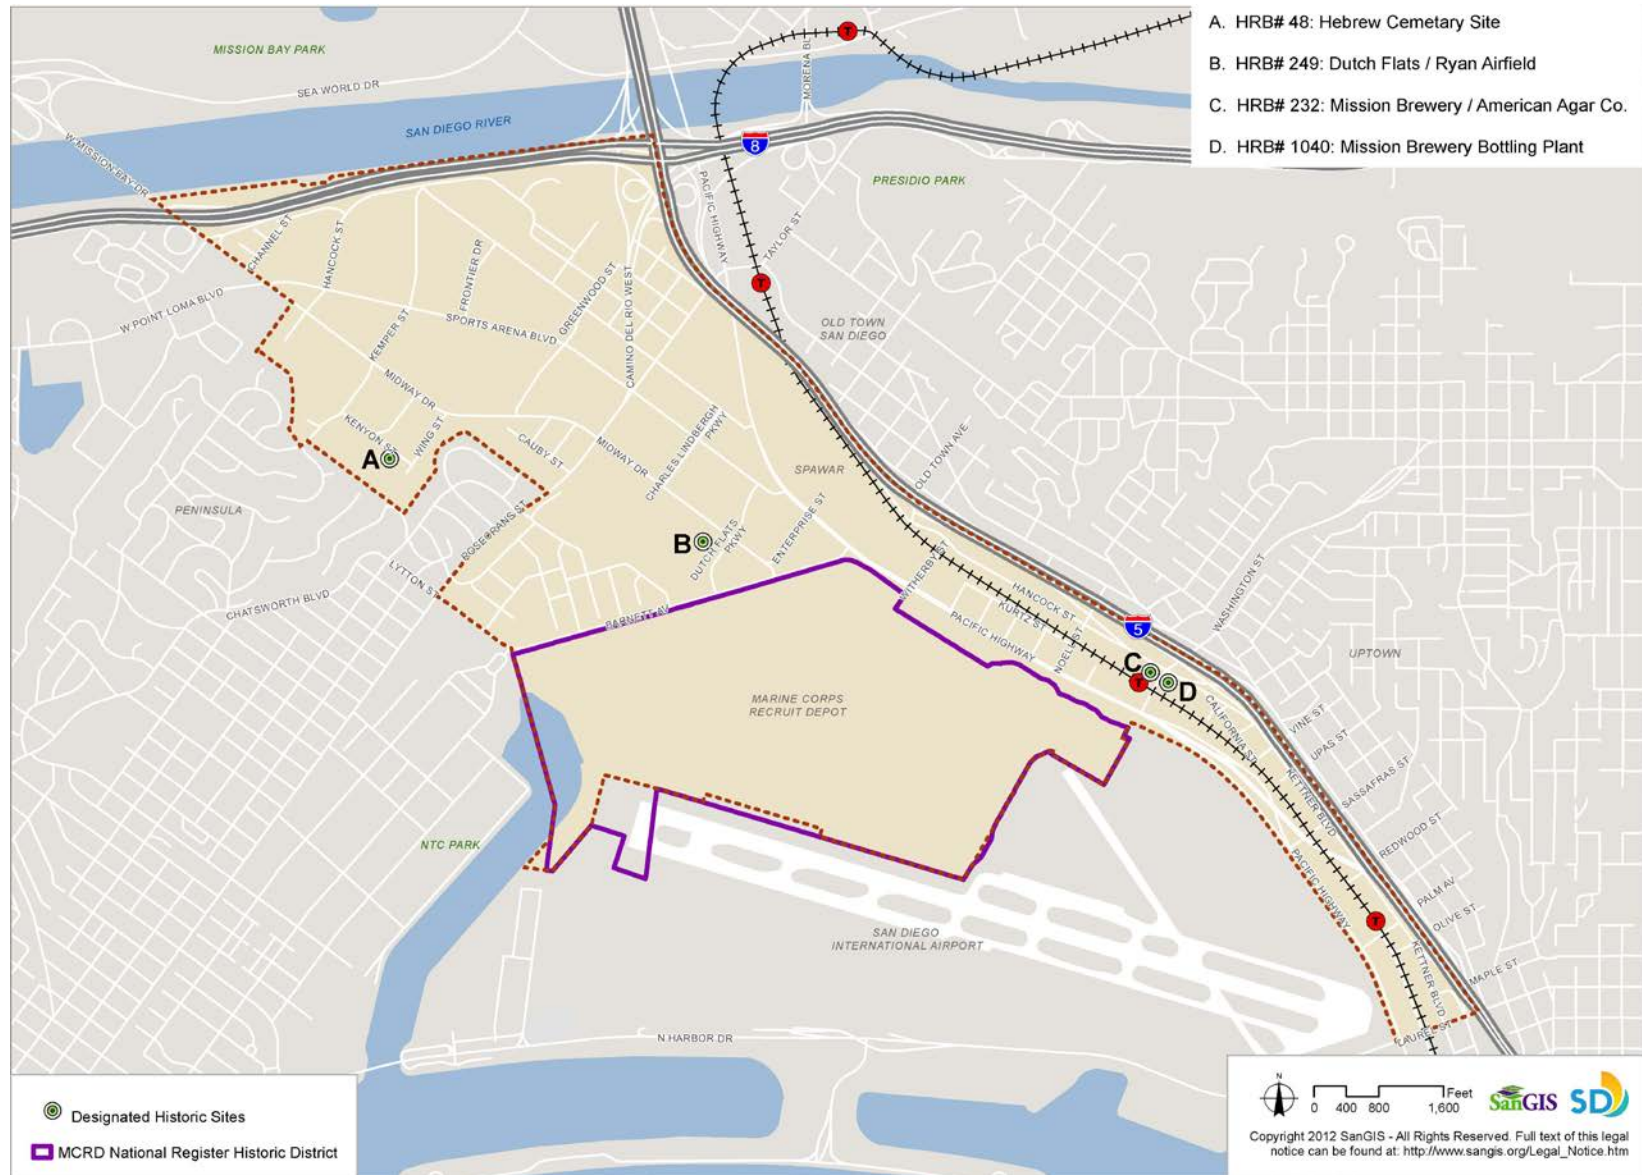 A. HRB# 48: Hebrew Cemetary Site
B. HRB# 249: Dutch Flats / Ryan Airfield
C. HRB# 232: Mission Brewery / American Agar Co.
D. HRB# 1040: Mission Brewery Bottling Plant
MISSION BAY PARK
SEA WORLD DR
MORENA BL
T
SAN DIEGO RIVER
W MISSION BAY DR
8
PACIFIC HIGHWAY
PRESIDIO PARK
TAYLOR ST
T
CHANNEL ST
HANCOCK ST
FRONTIER DR
GREENWOOD ST
CAMINO DEL RIO WEST
W POINT LOMA BLVD
SPORTS ARENA BLVD
KEMPER ST
OLD TOWN
SAN DIEGO
MIDWAY DR
KENYON ST
WING ST
CAUBY ST
MIDWAY DR
CHARLES LINDBERGH
PKWY
OLD TOWN AVE
SPAWAR
A
PENINSULA
ROSECRANS ST
B
DUTCH FLATS
PKWY
ENTERPRISE ST
LYTTON ST
CHATSWORTH BLVD
BARNETT AV
WITHERBY ST
HANCOCK ST
KURTZ ST
PACIFIC HIGHWAY
NOELL ST
WASHINGTON ST
5
UPTOWN
C
T
D
MARINE CORPS
RECRUIT DEPOT
CALIFORNIA ST
VINE ST
UPAS ST
SASSAFRAS ST
KETTNER BLVD
REDWOOD ST
NTC PARK
PACIFIC HIGHWAY
PALM AV
OLIVE ST
T
SAN DIEGO
INTERNATIONAL AIRPORT
KETTNER BLVD
MAPLE ST
LAUREL ST
N HARBOR DR
Designated Historic Sites
MCRD National Register Historic District
N
0 400 800 1,600 Feet
SanGIS SD
Copyright 2012 SanGIS - All Rights Reserved. Full text of this legal
notice can be found at: http://www.sangis.org/Legal_Notice.htm